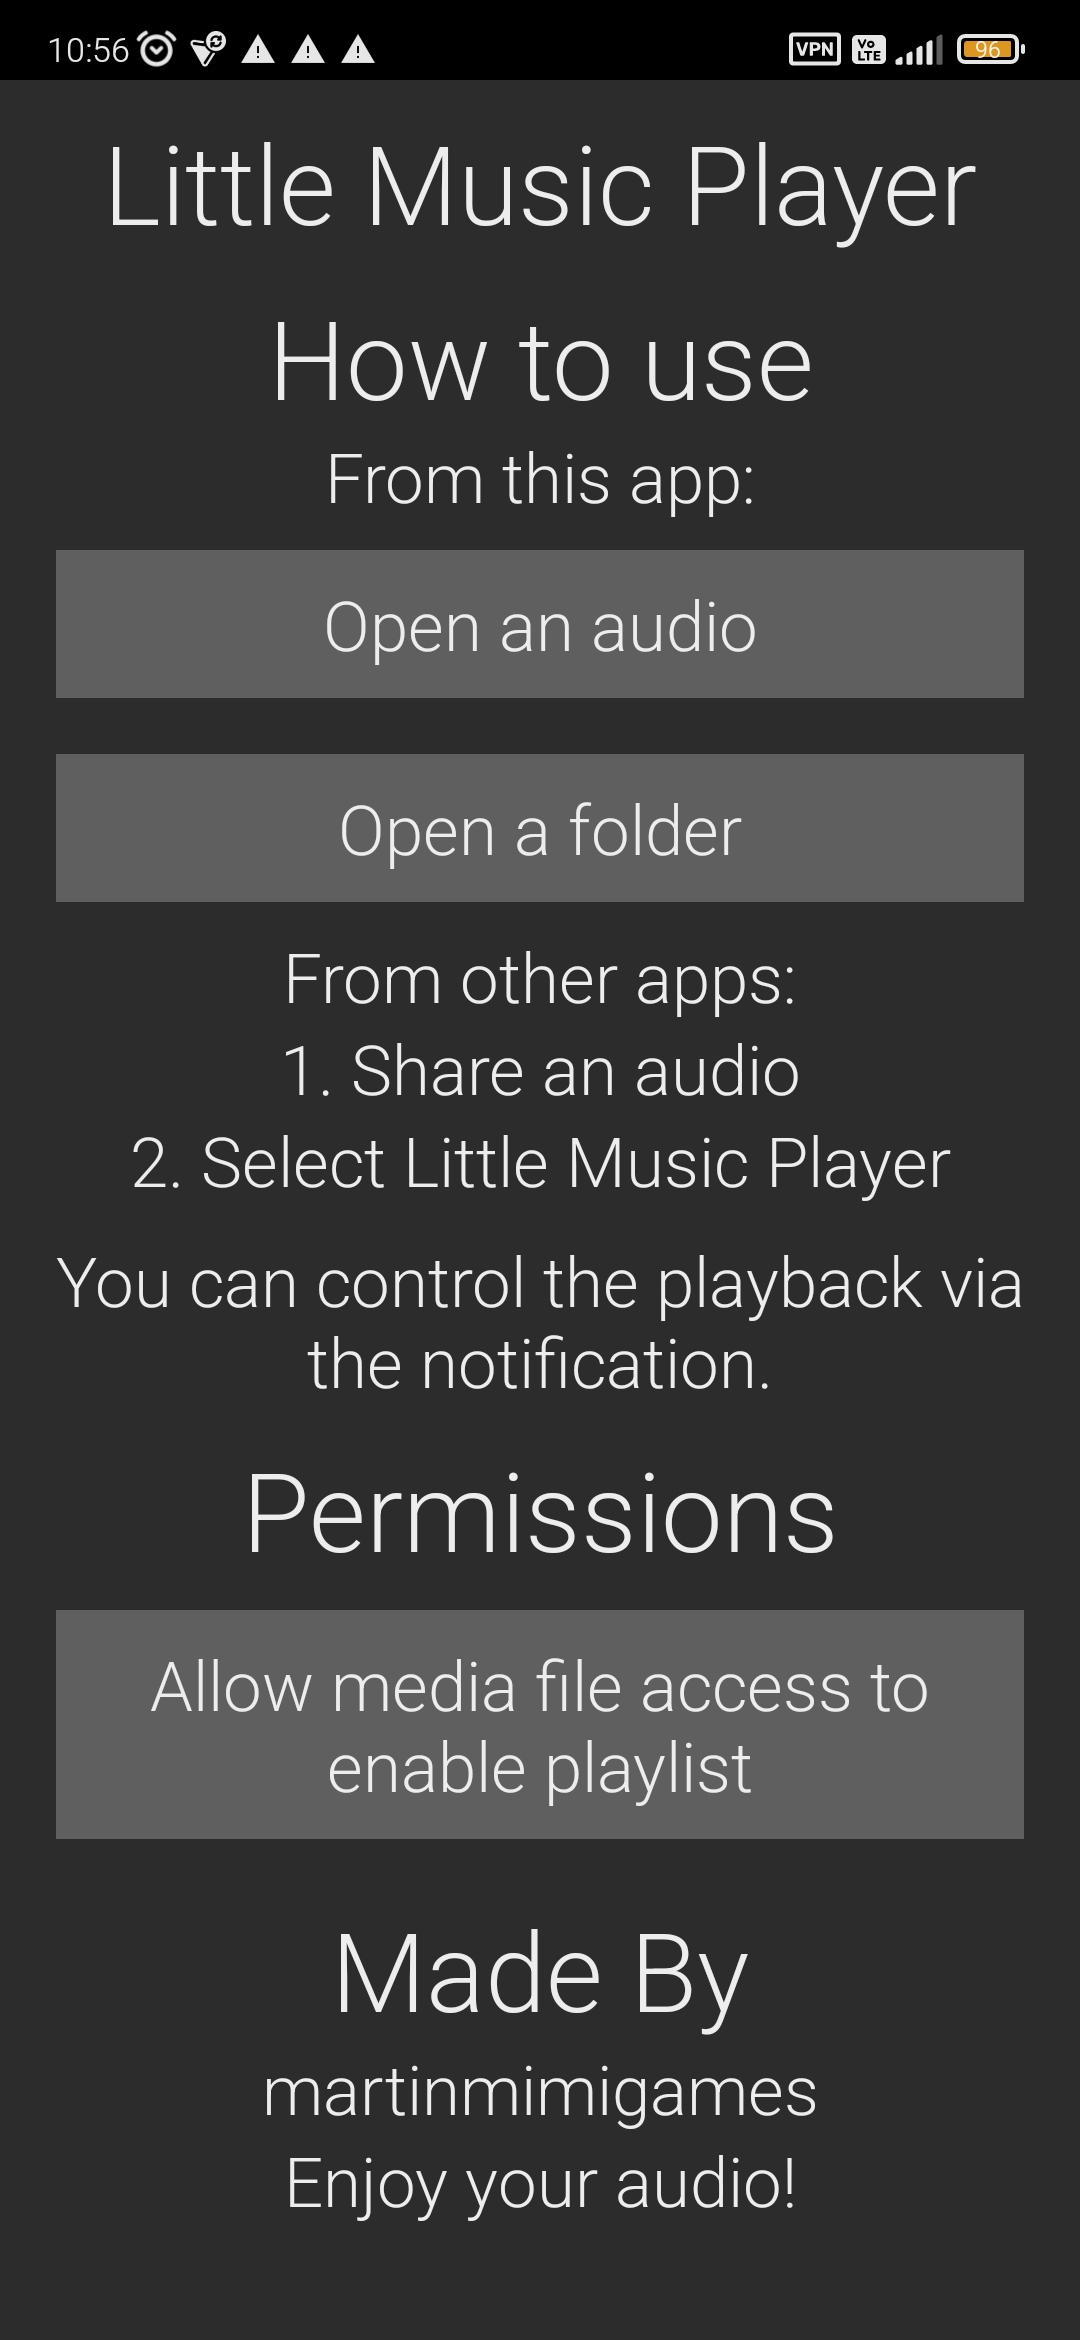 10:56 VPN Vo LTE 96
Little Music Player
How to use
From this app:
Open an audio
Open a folder
From other apps:
1. Share an audio
2. Select Little Music Player
You can control the playback via
the notification.
Permissions
Allow media file access to
enable playlist
Made By
martinmimigames
Enjoy your audio!